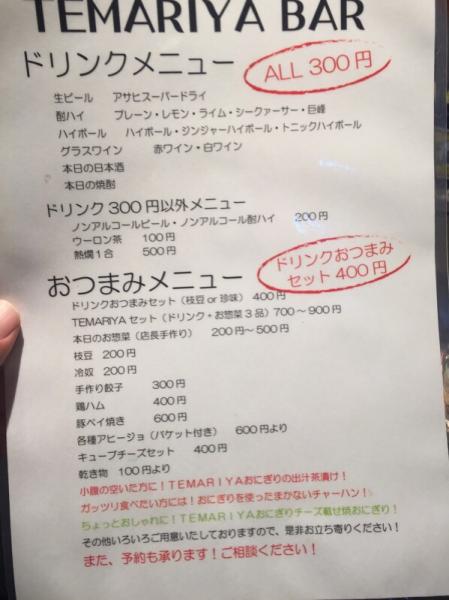 TEMARIYA BAR
ドリンクメニュー
ALL 300円
生ビール アサヒスーパードライ
酎ハイ プレーン・レモン・ライム・シークァーサー・巨峰
ハイボール ハイボール・ジンジャーハイボール・トニックハイボール
グラスワイン 赤ワイン・白ワイン
本日の日本酒
本日の焼酎
ドリンク300円以外メニュー
ノンアルコールビール・ノンアルコール酎ハイ 200円
ウーロン茶 100円
熱燗1合 500円
おつまみメニュー
ドリンクおつまみ
セット400円
ドリンクおつまみセット（枝豆 or 珍味） 400円
TEMARIYAセット（ドリンク・お惣菜3品）700～900円
本日のお惣菜（店長手作り） 200円～500円
枝豆 200円
冷奴 200円
手作り餃子 300円
鶏ハム 400円
豚ペイ焼き 600円
各種アヒージョ（バケット付き） 600円より
キューブチーズセット 400円
乾き物 100円より
小腹の空いた方に！TEMARIYAおにぎりの出汁茶漬け！
ガッツリ食べたい方には！おにぎりを使ったまかないチャーハン！
ちょっとおしゃれに！TEMARIYAおにぎりチーズ載せ焼おにぎり！
その他いろいろご用意いたしておりますので、是非お立ち寄りください！
また、予約も承ります！ご相談ください！